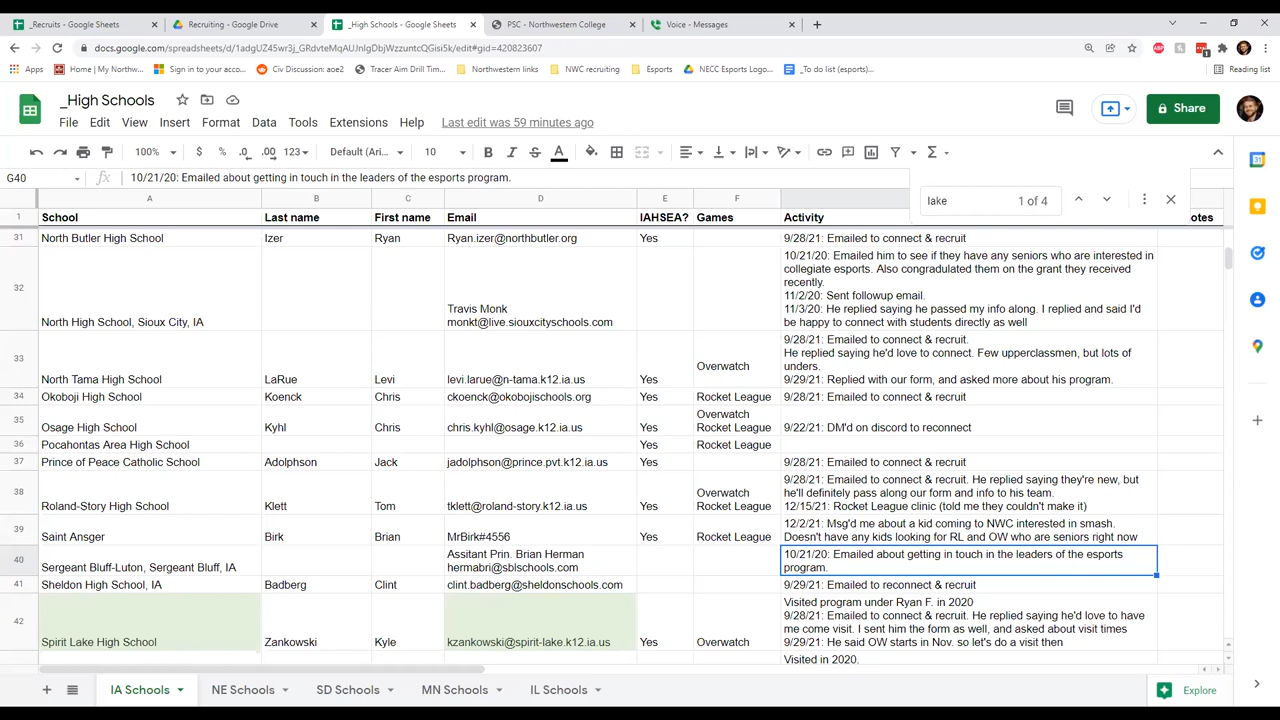 _Recruits - Google Sheets
Recruiting - Google Drive
_High Schools - Google Sheets
PSC - Northwestern College
Voice - Messages
docs.google.com/spreadsheets/d/1adgUZ45wr3j_GRdvteMqAUJnIgDbjWzzuntcQGisi5k/edit#gid=420823607
Apps
Home | My Northw...
Sign in to your acco...
Civ Discussion: aoe2
Tracer Aim Drill Tim...
Northwestern links
NWC recruiting
Esports
NECC Esports Logo...
_To do list (esports)...
Reading list
_High Schools
File Edit View Insert Format Data Tools Extensions Help Last edit was 59 minutes ago
Share
100% $ % .0 .00 123 Default (Ari... 10 B I S A
G40 fx 10/21/20: Emailed about getting in touch in the leaders of the esports program.
lake 1 of 4
A B C D E F
1 School Last name First name Email IAHSEA? Games Activity otes
31 North Butler High School Izer Ryan Ryan.izer@northbutler.org Yes 9/28/21: Emailed to connect & recruit
10/21/20: Emailed him to see if they have any seniors who are interested in
collegiate esports. Also congradulated them on the grant they received
recently.
32
11/2/20: Sent followup email.
Travis Monk 11/3/20: He replied saying he passed my info along. I replied and said I'd
North High School, Sioux City, IA monkt@live.siouxcityschools.com be happy to connect with students directly as well
9/28/21: Emailed to connect & recruit.
He replied saying he'd love to connect. Few upperclassmen, but lots of
33 Overwatch unders.
North Tama High School LaRue Levi levi.larue@n-tama.k12.ia.us Yes 9/29/21: Replied with our form, and asked more about his program.
34 Okoboji High School Koenck Chris ckoenck@okobojischools.org Yes Rocket League 9/28/21: Emailed to connect & recruit
35 Overwatch
Osage High School Kyhl Chris chris.kyhl@osage.k12.ia.us Yes Rocket League 9/22/21: DM'd on discord to reconnect
36 Pocahontas Area High School Yes Rocket League
37 Prince of Peace Catholic School Adolphson Jack jadolphson@prince.pvt.k12.ia.us Yes 9/28/21: Emailed to connect & recruit
9/28/21: Emailed to connect & recruit. He replied saying they're new, but
38 Overwatch he'll definitely pass along our form and info to his team.
Roland-Story High School Klett Tom tklett@roland-story.k12.ia.us Yes Rocket League 12/15/21: Rocket League clinic (told me they couldn't make it)
39 12/2/21: Msg'd me about a kid coming to NWC interested in smash.
Saint Ansger Birk Brian MrBirk#4556 Yes Rocket League Doesn't have any kids looking for RL and OW who are seniors right now
40 Assitant Prin. Brian Herman 10/21/20: Emailed about getting in touch in the leaders of the esports
Sergeant Bluff-Luton, Sergeant Bluff, IA hermabri@sblschools.com program.
41 Sheldon High School, IA Badberg Clint clint.badberg@sheldonschools.com 9/29/21: Emailed to reconnect & recruit
Visited program under Ryan F. in 2020
9/28/21: Emailed to connect & recruit. He replied saying he'd love to have
42 me come visit. I sent him the form as well, and asked about visit times
Spirit Lake High School Zankowski Kyle kzankowski@spirit-lake.k12.ia.us Yes Overwatch 9/29/21: He said OW starts in Nov. so let's do a visit then
Visited in 2020.
IA Schools NE Schools SD Schools MN Schools IL Schools Explore